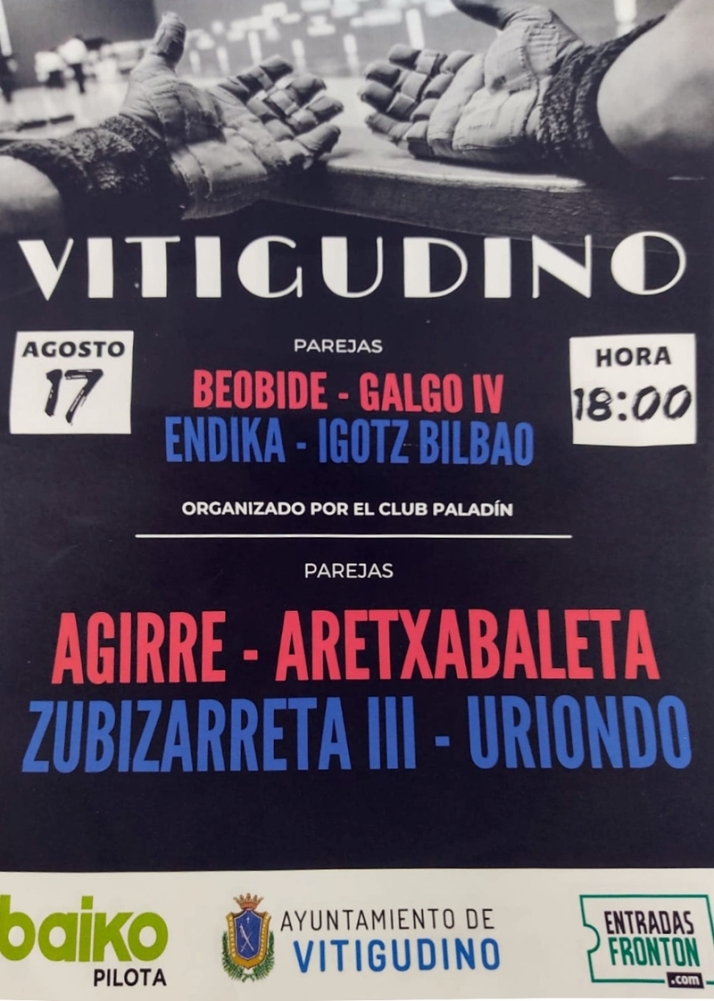 VITIGUDINO
AGOSTO
17
PAREJAS
BEOBIDE - GALGO IV
ENDIKA - IGOTZ BILBAO
HORA
18:00
ORGANIZADO POR EL CLUB PALADÍN
PAREJAS
AGIRRE - ARETXABALETA
ZUBIZARRETA III - URIONDO
baiko
PILOTA
AYUNTAMIENTO DE
VITIGUDINO
ENTRADAS
FRONTON
.com